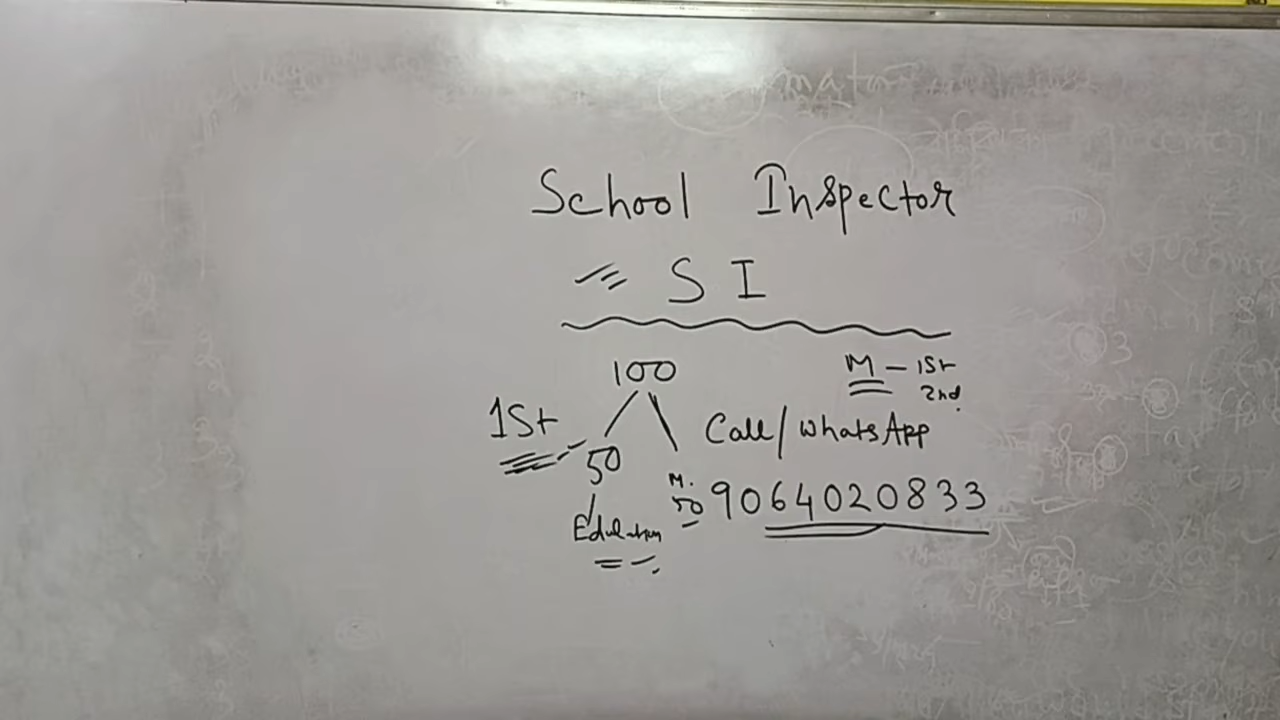 School Inspector
SI
100
M - 1st
2nd.
1st
50
Call/WhatsApp
M.
50
9064020833
Education